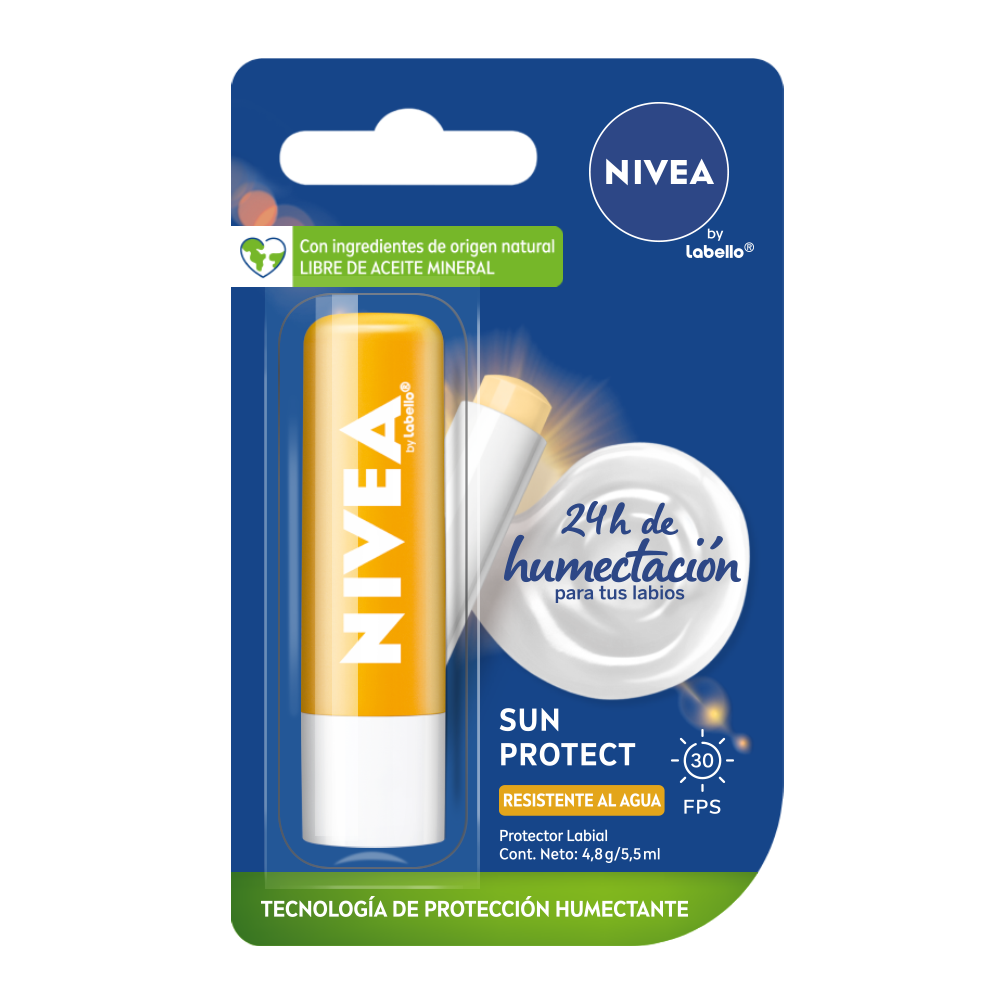 NIVEA
by
Labello®
Con ingredientes de origen natural
LIBRE DE ACEITE MINERAL
NIVEA
by Labello®
24h de
humectación
para tus labios
SUN
PROTECT
30
FPS
RESISTENTE AL AGUA
Protector Labial
Cont. Neto: 4,8g/5,5ml
TECNOLOGÍA DE PROTECCIÓN HUMECTANTE